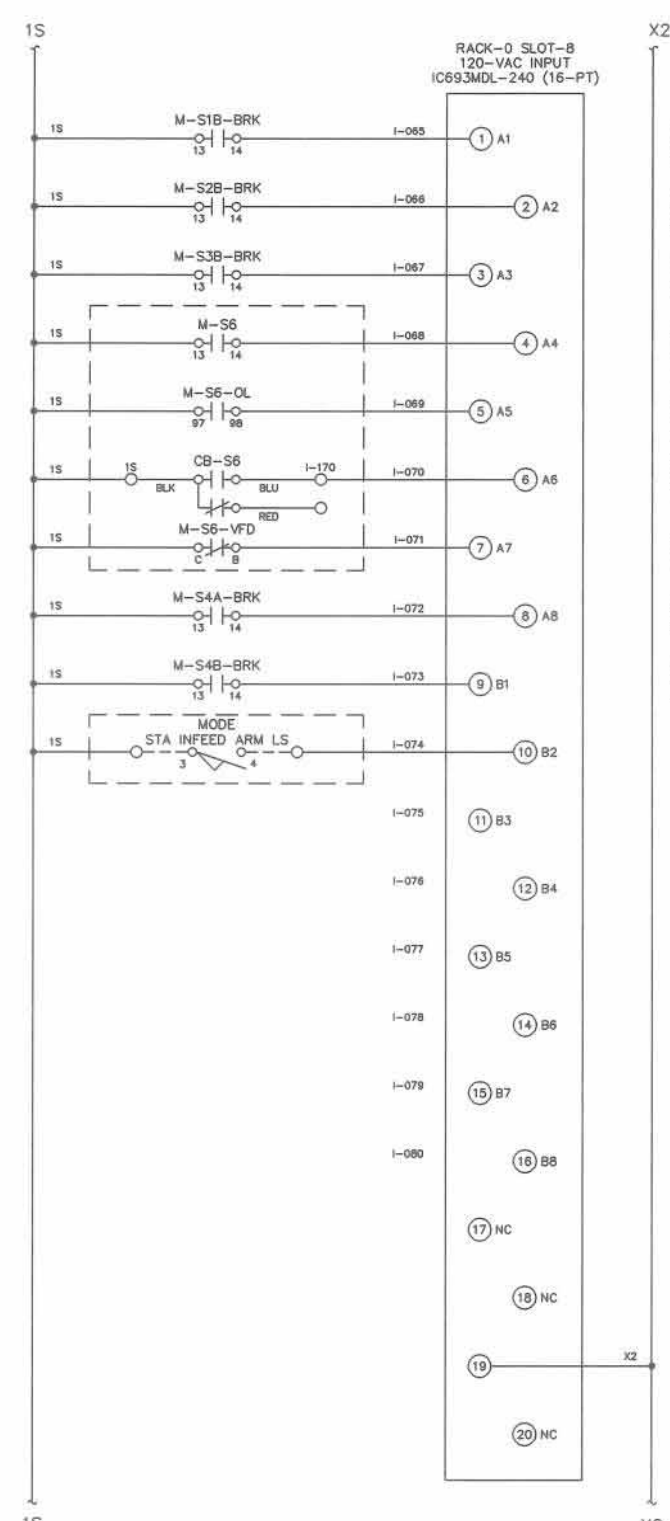 1S X2
RACK-0 SLOT-8
120-VAC INPUT
IC693MDL-240 (16-PT)
1S M-S1B-BRK I-065 1 A1
13 14
1S M-S2B-BRK I-066 2 A2
13 14
1S M-S3B-BRK I-067 3 A3
13 14
1S M-S6 I-068 4 A4
13 14
1S M-S6-OL I-069 5 A5
97 98
1S 1S CB-S6 I-170 I-070 6 A6
BLK BLU
RED
1S M-S6-VFD I-071 7 A7
C B
1S M-S4A-BRK I-072 8 A8
13 14
1S M-S4B-BRK I-073 9 B1
13 14
MODE
1S STA INFEED ARM LS I-074 10 B2
3 4
I-075 11 B3
I-076 12 B4
I-077 13 B5
I-078 14 B6
I-079 15 B7
I-080 16 B8
17 NC
18 NC
19 X2
20 NC